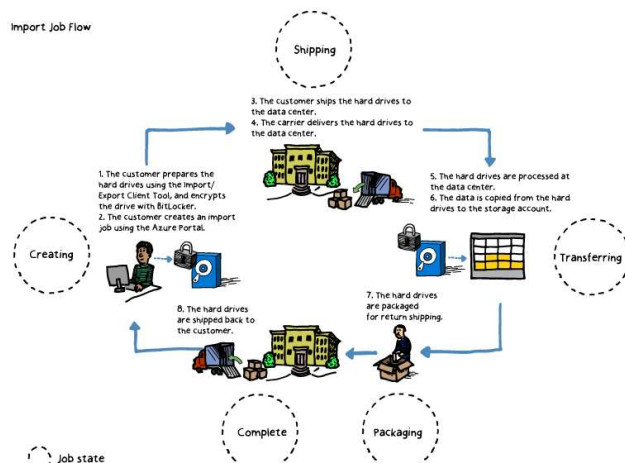 Import Job Flow
Shipping
3. The customer ships the hard drives to
the data center.
4. The carrier delivers the hard drives to
the data center.
1. The customer prepares the
hard drives using the Import/
Export Client Tool, and encrypts
the drive with BitLocker.
2. The customer creates an import
job using the Azure Portal.
5. The hard drives are processed at
the data center.
6. The data is copied from the hard
drives to the storage account.
Creating
Transferring
8. The hard drives
are shipped back to
the customer.
7. The hard drives
are packaged
for return shipping.
Complete
Packaging
Job state